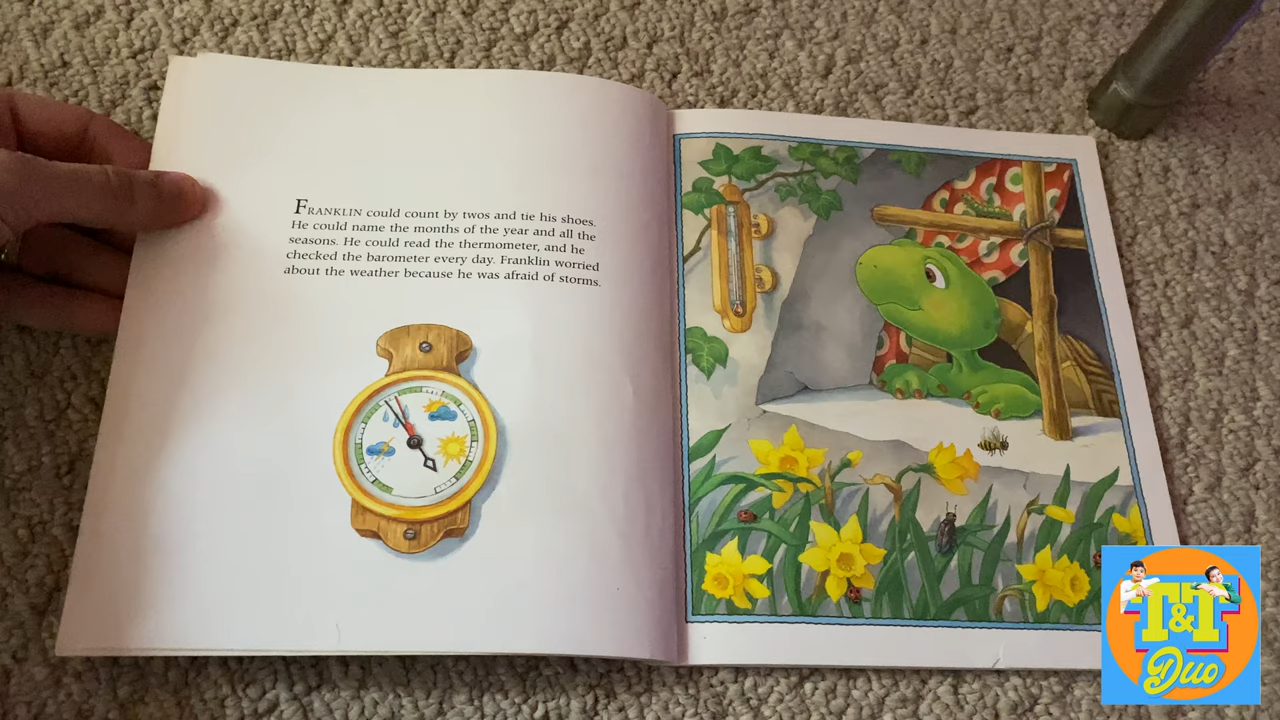 FRANKLIN could count by twos and tie his shoes.
He could name the months of the year and all the
seasons. He could read the thermometer, and he
checked the barometer every day. Franklin worried
about the weather because he was afraid of storms.
T&T
Duo